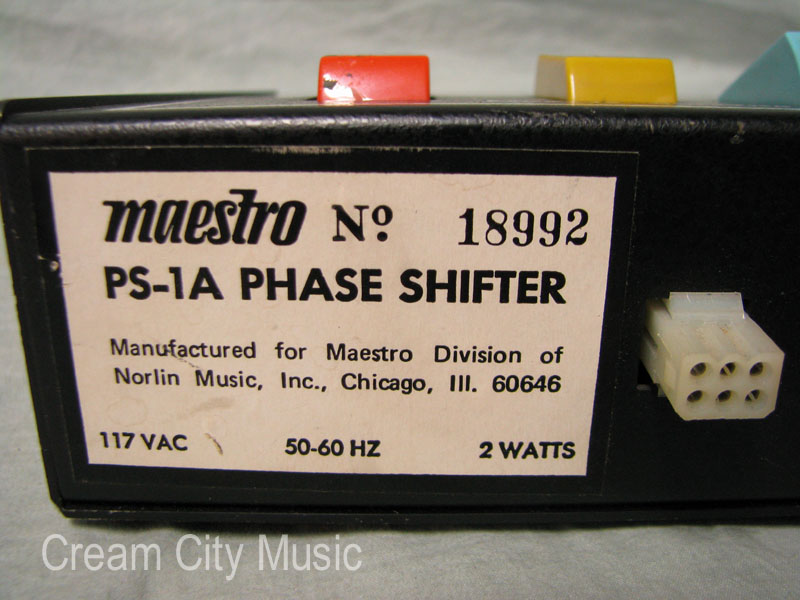 maestro Nº 18992
PS-1A PHASE SHIFTER
Manufactured for Maestro Division of
Norlin Music, Inc., Chicago, Ill. 60646
117 VAC 50-60 HZ 2 WATTS
Cream City Music